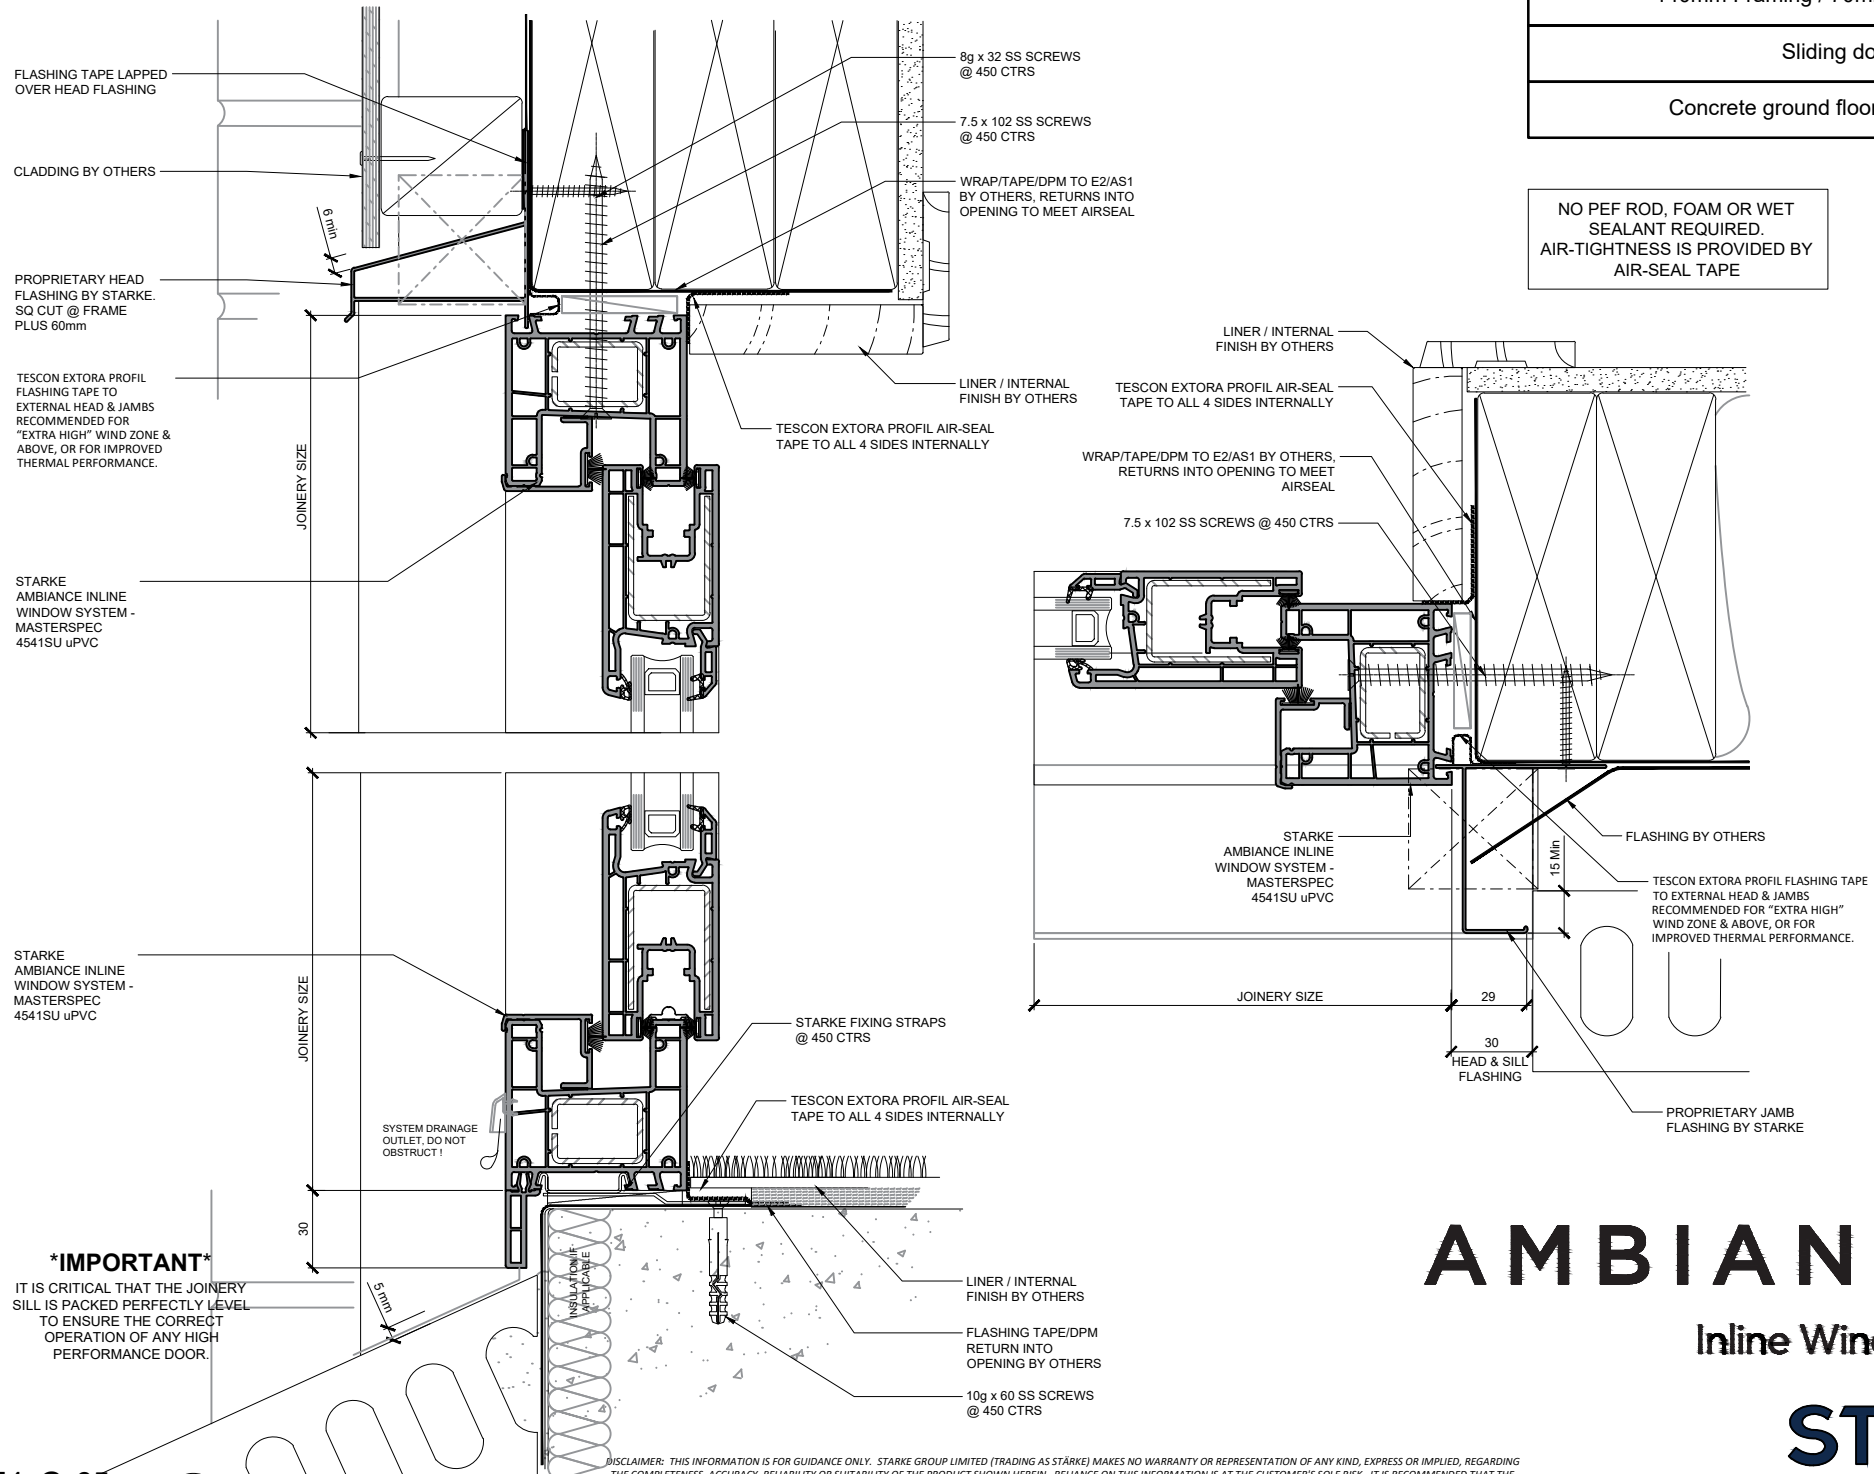 FLASHING TAPE LAPPED
OVER HEAD FLASHING
CLADDING BY OTHERS
6 min
PROPRIETARY HEAD
FLASHING BY STARKE.
SQ CUT @ FRAME
PLUS 60mm
TESCON EXTORA PROFIL
FLASHING TAPE TO
EXTERNAL HEAD & JAMBS
RECOMMENDED FOR
“EXTRA HIGH” WIND ZONE &
ABOVE, OR FOR IMPROVED
THERMAL PERFORMANCE.
JOINERY SIZE
STARKE
AMBIANCE INLINE
WINDOW SYSTEM -
MASTERSPEC
4541SU uPVC
8g x 32 SS SCREWS
@ 450 CTRS
7.5 x 102 SS SCREWS
@ 450 CTRS
WRAP/TAPE/DPM TO E2/AS1
BY OTHERS, RETURNS INTO
OPENING TO MEET AIRSEAL
LINER / INTERNAL
FINISH BY OTHERS
TESCON EXTORA PROFIL AIR-SEAL
TAPE TO ALL 4 SIDES INTERNALLY
STARKE
AMBIANCE INLINE
WINDOW SYSTEM -
MASTERSPEC
4541SU uPVC
JOINERY SIZE
STARKE FIXING STRAPS
@ 450 CTRS
TESCON EXTORA PROFIL AIR-SEAL
TAPE TO ALL 4 SIDES INTERNALLY
SYSTEM DRAINAGE
OUTLET, DO NOT
OBSTRUCT !
30
*IMPORTANT*
IT IS CRITICAL THAT THE JOINERY
SILL IS PACKED PERFECTLY LEVEL
TO ENSURE THE CORRECT
OPERATION OF ANY HIGH
PERFORMANCE DOOR.
5 mm
INSULATION IF
APPLICABLE
LINER / INTERNAL
FINISH BY OTHERS
FLASHING TAPE/DPM
RETURN INTO
OPENING BY OTHERS
10g x 60 SS SCREWS
@ 450 CTRS
Sliding do
Concrete ground floor
NO PEF ROD, FOAM OR WET
SEALANT REQUIRED.
AIR-TIGHTNESS IS PROVIDED BY
AIR-SEAL TAPE
LINER / INTERNAL
FINISH BY OTHERS
TESCON EXTORA PROFIL AIR-SEAL
TAPE TO ALL 4 SIDES INTERNALLY
WRAP/TAPE/DPM TO E2/AS1 BY OTHERS,
RETURNS INTO OPENING TO MEET
AIRSEAL
7.5 x 102 SS SCREWS @ 450 CTRS
STARKE
AMBIANCE INLINE
WINDOW SYSTEM -
MASTERSPEC
4541SU uPVC
FLASHING BY OTHERS
15 Min
TESCON EXTORA PROFIL FLASHING TAPE
TO EXTERNAL HEAD & JAMBS
RECOMMENDED FOR “EXTRA HIGH”
WIND ZONE & ABOVE, OR FOR
IMPROVED THERMAL PERFORMANCE.
JOINERY SIZE
29
30
HEAD & SILL
FLASHING
PROPRIETARY JAMB
FLASHING BY STARKE
AMBIAN
Inline Wind
ST
DISCLAIMER: THIS INFORMATION IS FOR GUIDANCE ONLY. STARKE GROUP LIMITED (TRADING AS STÄRKE) MAKES NO WARRANTY OR REPRESENTATION OF ANY KIND, EXPRESS OR IMPLIED, REGARDING